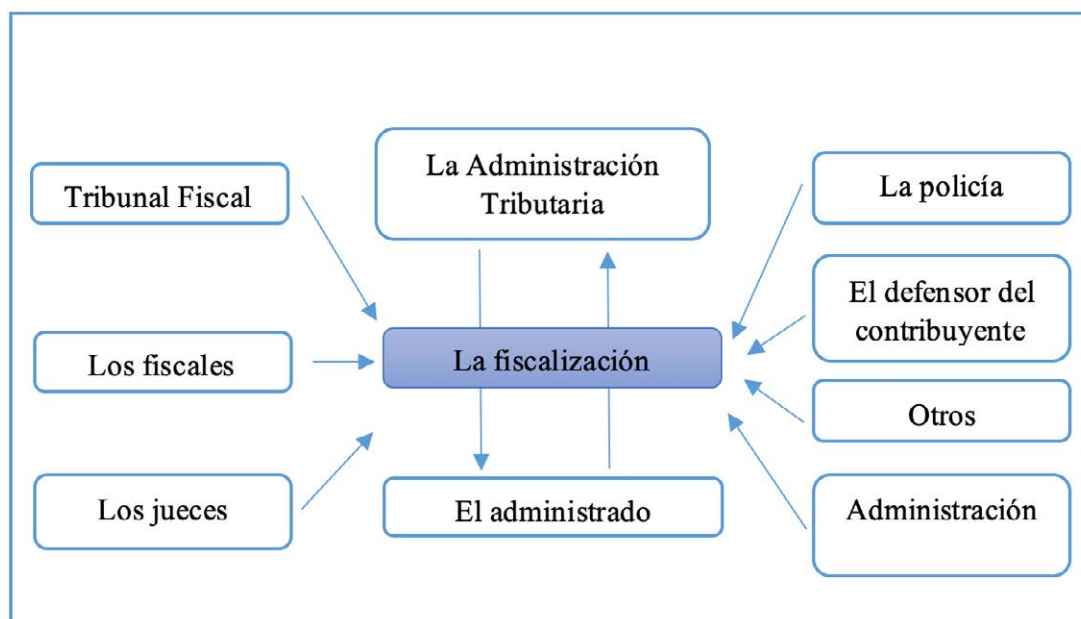 Tribunal Fiscal
Los fiscales
Los jueces
La Administración
Tributaria
La fiscalización
El administrado
La policía
El defensor del
contribuyente
Otros
Administración